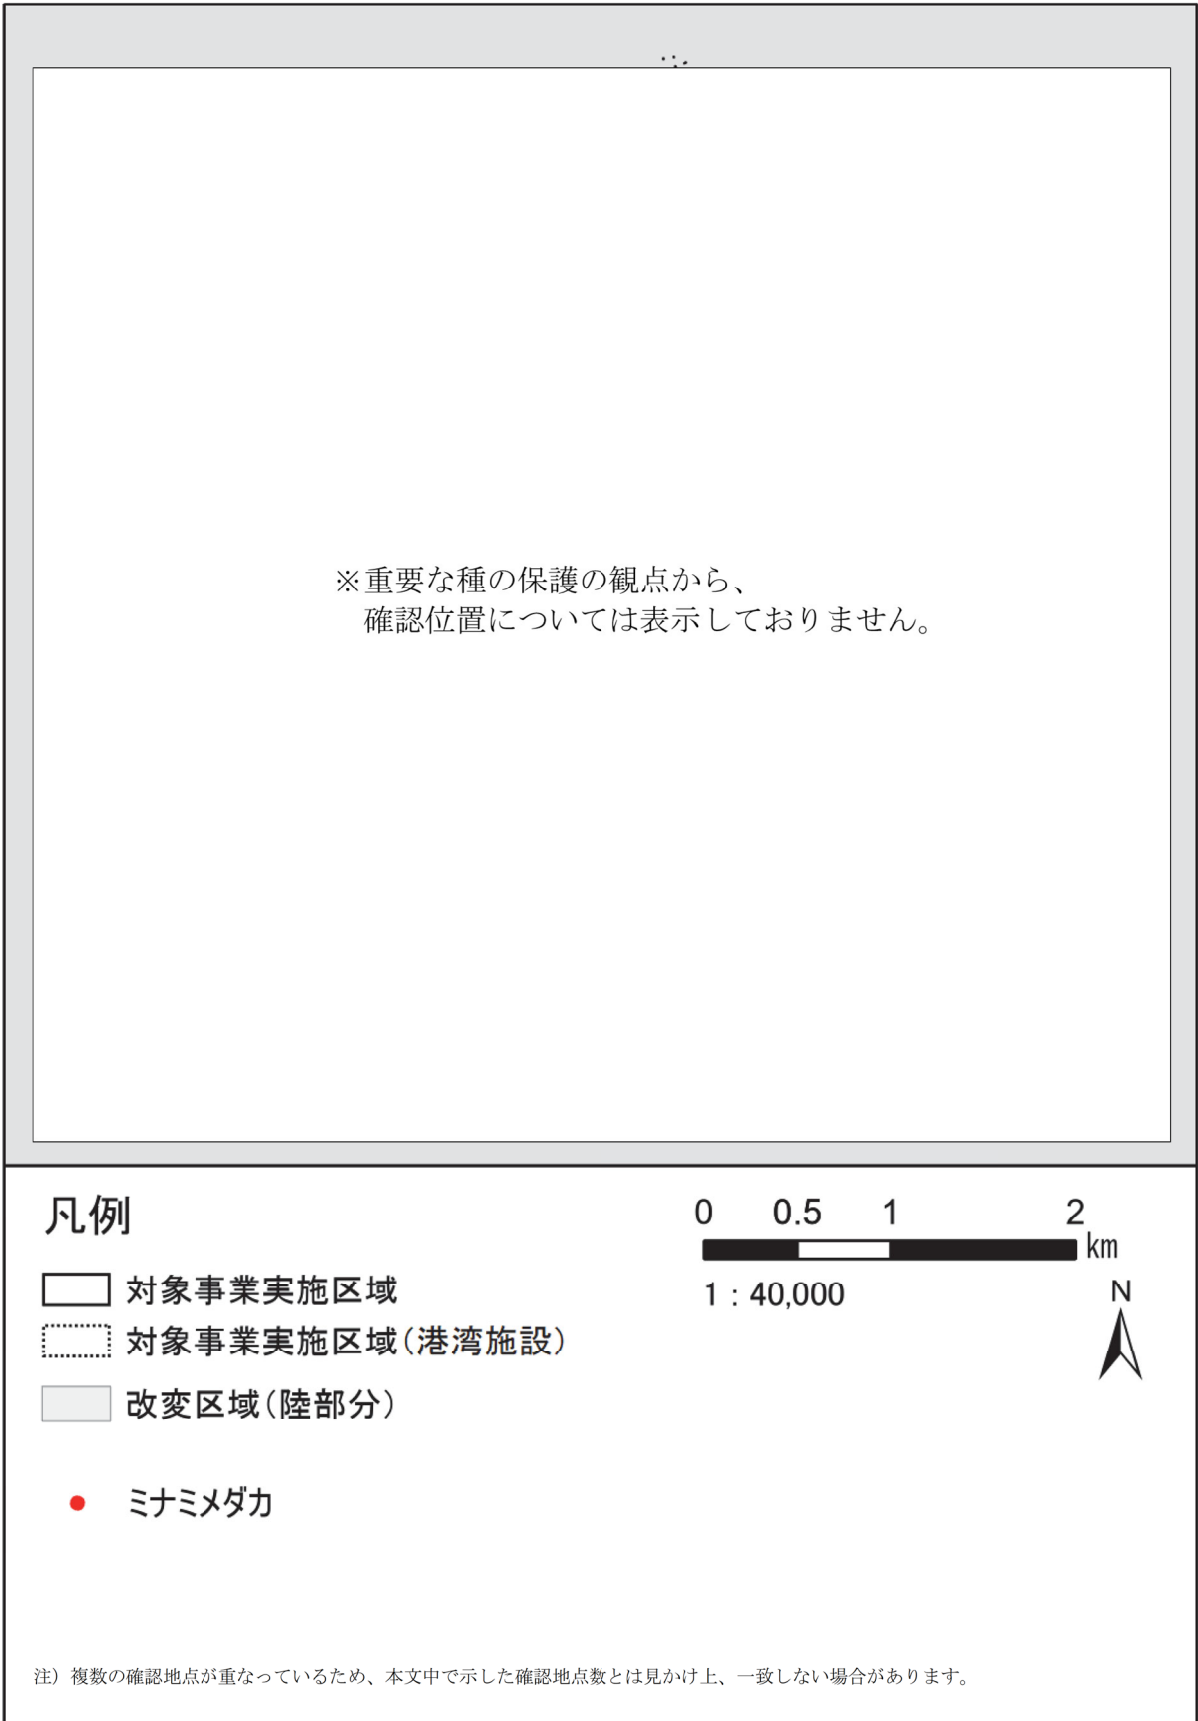 ※重要な種の保護の観点から、
確認位置については表示しておりません。
凡例
0 0.5 1 2
km
1：40,000
N
対象事業実施区域
対象事業実施区域(港湾施設)
改変区域(陸部分)
ミナミメダカ
注）複数の確認地点が重なっているため、本文中で示した確認地点数とは見かけ上、一致しない場合があります。